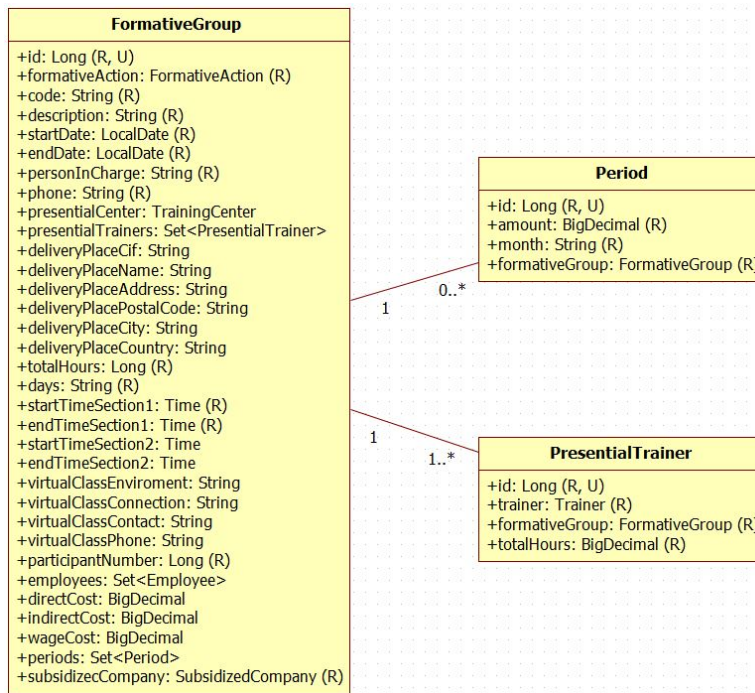 FormativeGroup
+id: Long (R, U)
+formativeAction: FormativeAction (R)
+code: String (R)
+description: String (R)
+startDate: LocalDate (R)
+endDate: LocalDate (R)
+personInCharge: String (R)
+phone: String (R)
+presentialCenter: TrainingCenter
+presentialTrainers: Set<PresentialTrainer>
+deliveryPlaceCif: String
+deliveryPlaceName: String
+deliveryPlaceAddress: String
+deliveryPlacePostalCode: String
+deliveryPlaceCity: String
+deliveryPlaceCountry: String
+totalHours: Long (R)
+days: String (R)
+startTimeSection1: Time (R)
+endTimeSection1: Time (R)
+startTimeSection2: Time
+endTimeSection2: Time
+virtualClassEnviroment: String
+virtualClassConnection: String
+virtualClassContact: String
+virtualClassPhone: String
+participantNumber: Long (R)
+employees: Set<Employee>
+directCost: BigDecimal
+indirectCost: BigDecimal
+wageCost: BigDecimal
+periods: Set<Period>
+subsidizecCompany: SubsidizedCompany (R)
1
0..*
Period
+id: Long (R, U)
+amount: BigDecimal (R)
+month: String (R)
+formativeGroup: FormativeGroup (R)
1
1..*
PresentialTrainer
+id: Long (R, U)
+trainer: Trainer (R)
+formativeGroup: FormativeGroup (R)
+totalHours: BigDecimal (R)